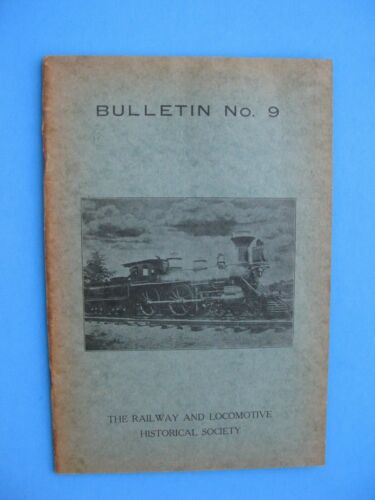 BULLETIN No. 9
THE RAILWAY AND LOCOMOTIVE
HISTORICAL SOCIETY